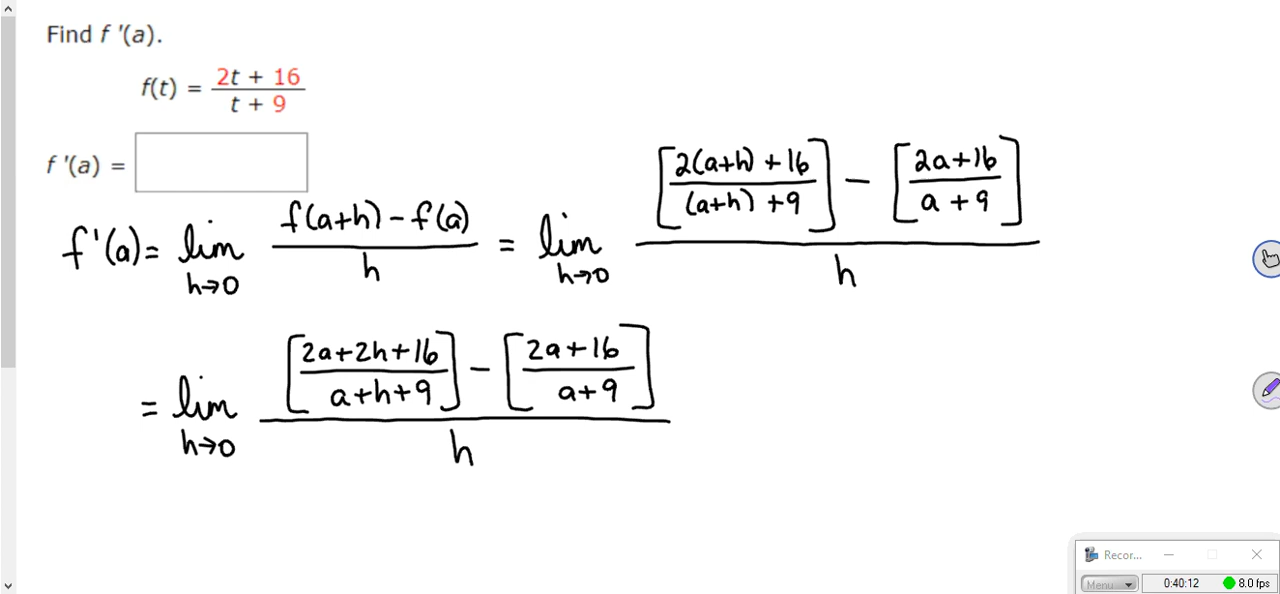 Find f '(a).
f(t) = (2t + 16)/(t + 9)
f '(a) =
f'(a) = lim h→0 (f(a+h) - f(a))/h = lim h→0 ([(2(a+h) + 16)/((a+h) + 9)] - [(2a+16)/(a + 9)])/h
= lim h→0 ([(2a+2h+16)/(a+h+9)] - [(2a+16)/(a+9)])/h
Recor...
Menu 0:40:12 8.0 fps